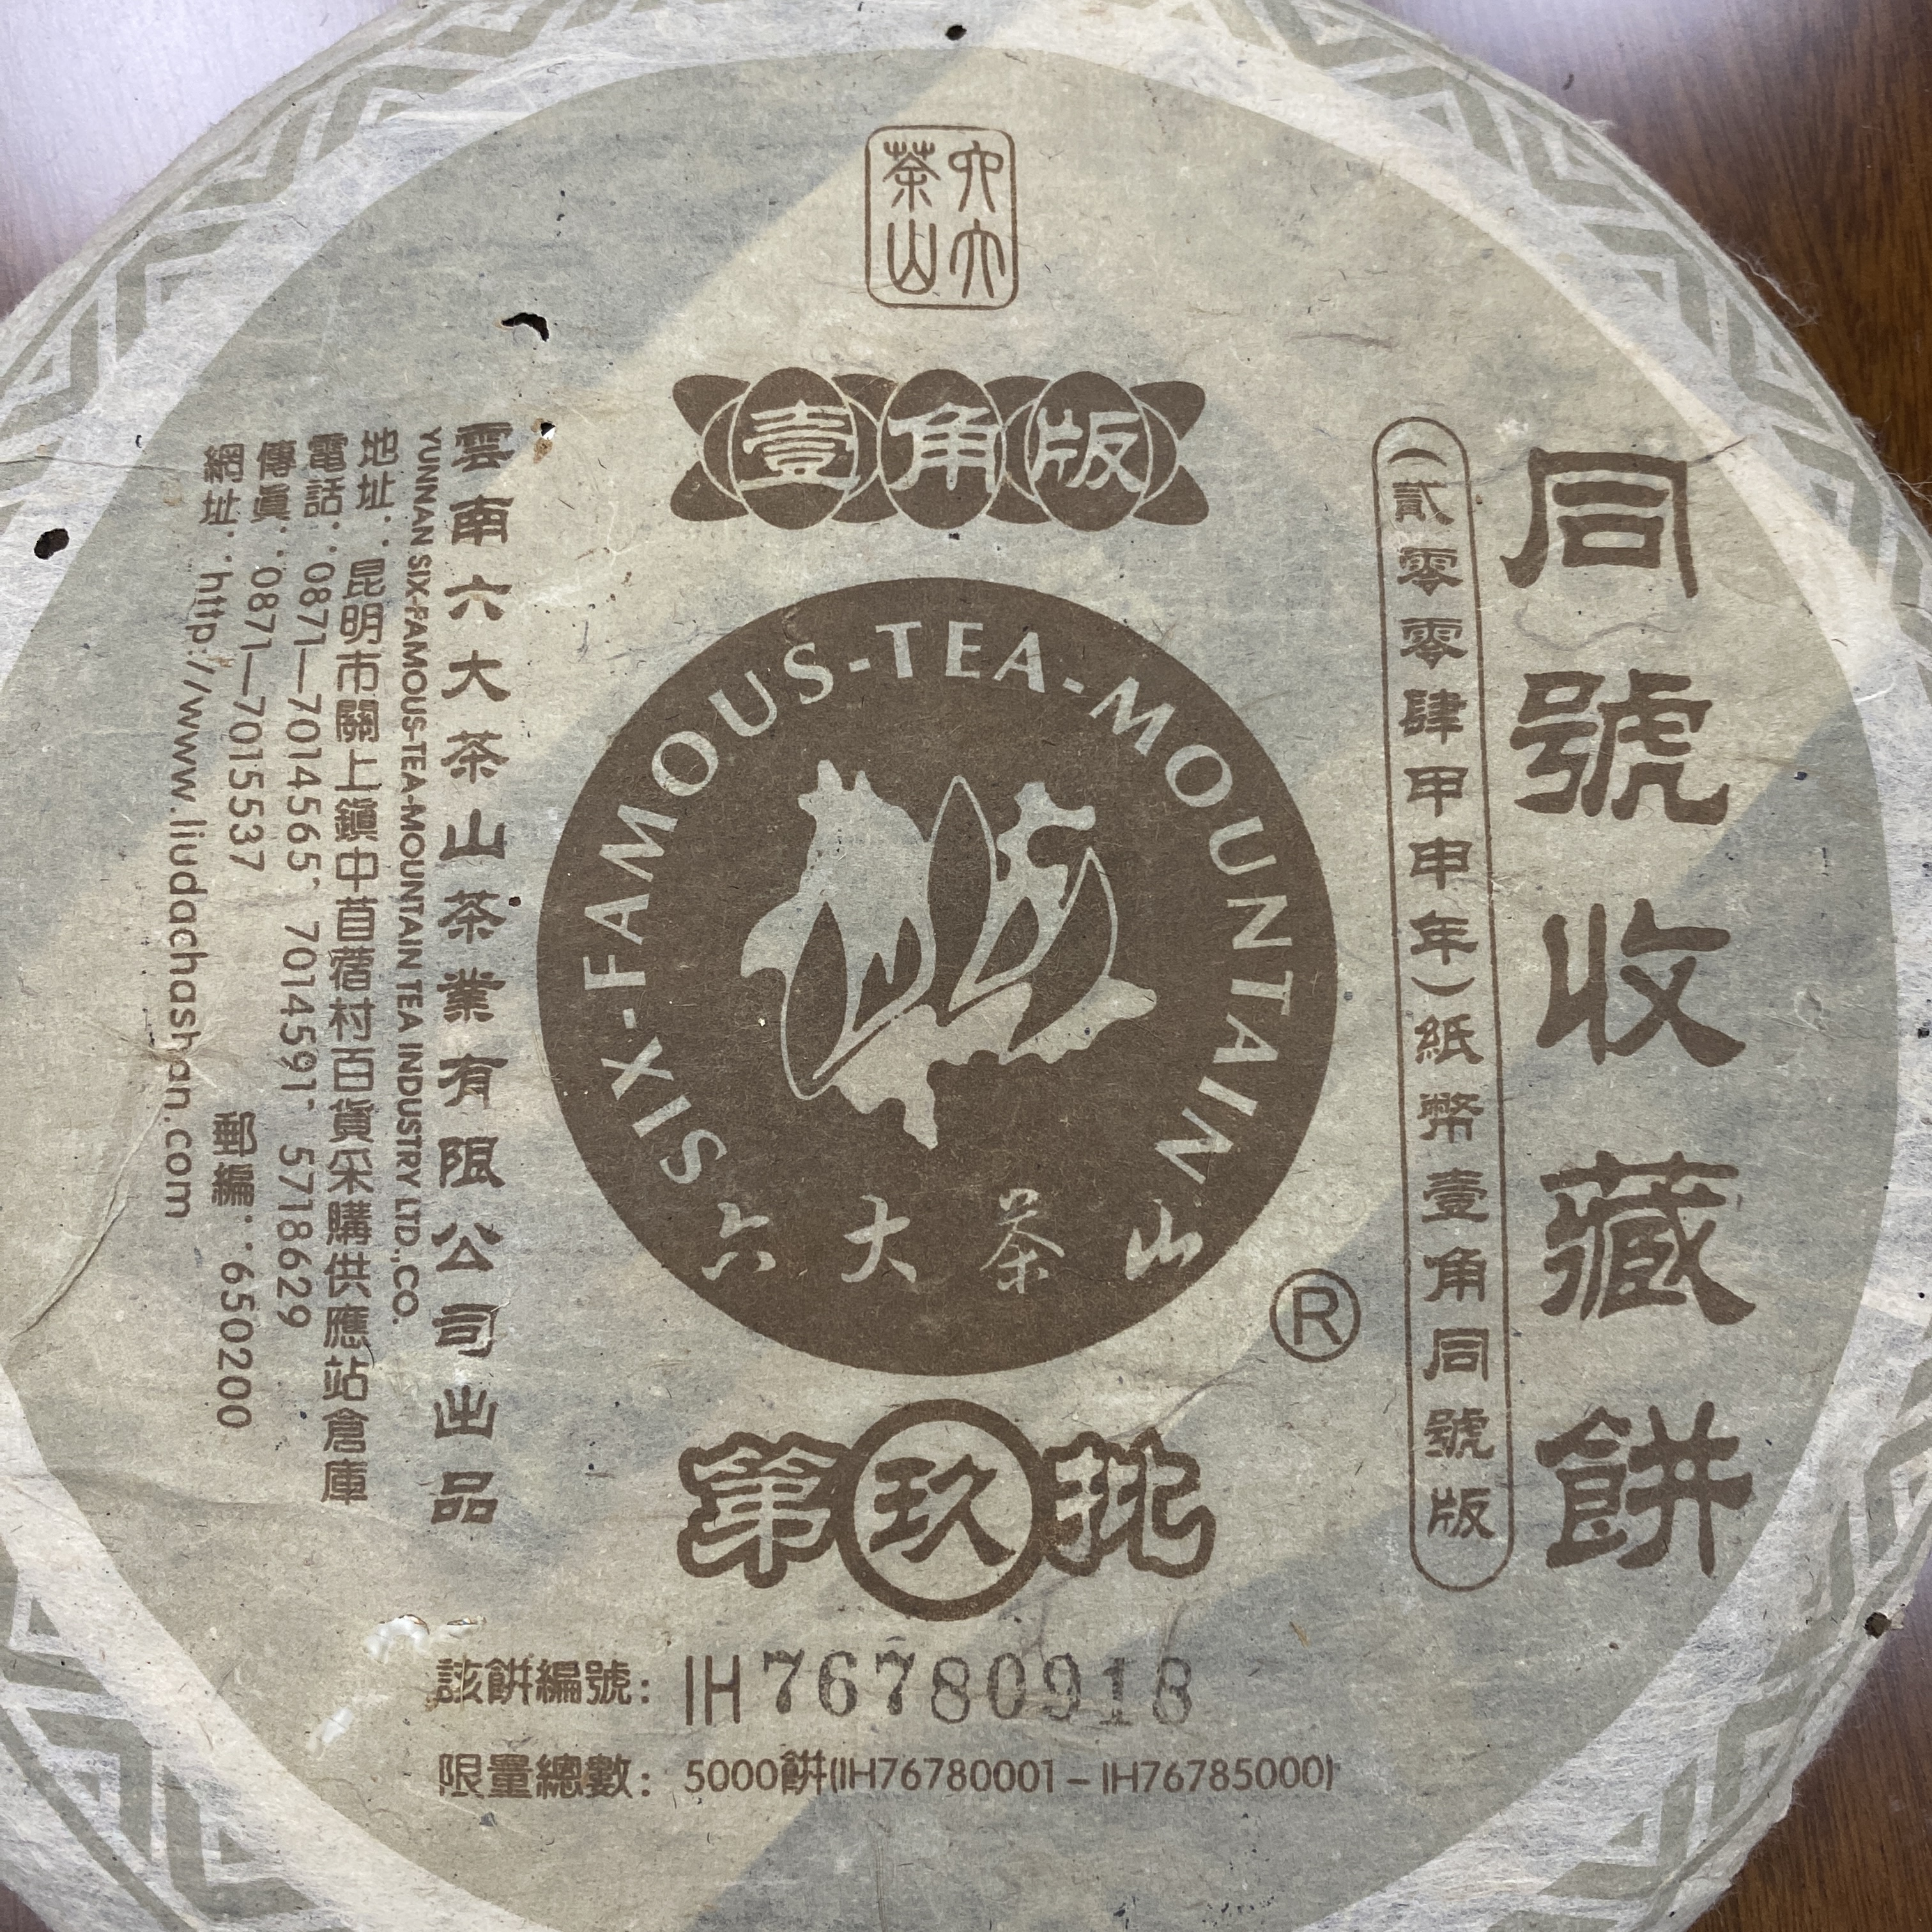 六大
茶山
壹角版
同號收藏餅
（貳零零肆甲申年）紙幣壹角同號版
SIX-FAMOUS-TEA-MOUNTAIN
六大茶山
®
雲南六大茶山茶業有限公司出品
YUNNAN SIX-FAMOUS-TEA-MOUNTAIN TEA INDUSTRY LTD.,CO.
地址：昆明市關上鎮中苜蓿村百貨采購供應站倉庫
電話：0871—7014565、7014591、5718629
傳眞：0871—7015537 郵編：650200
網址：http://www.liudachashan.com
第玖批
該餅編號：IH76780918
限量總數：5000餅(IH76780001 – IH76785000)